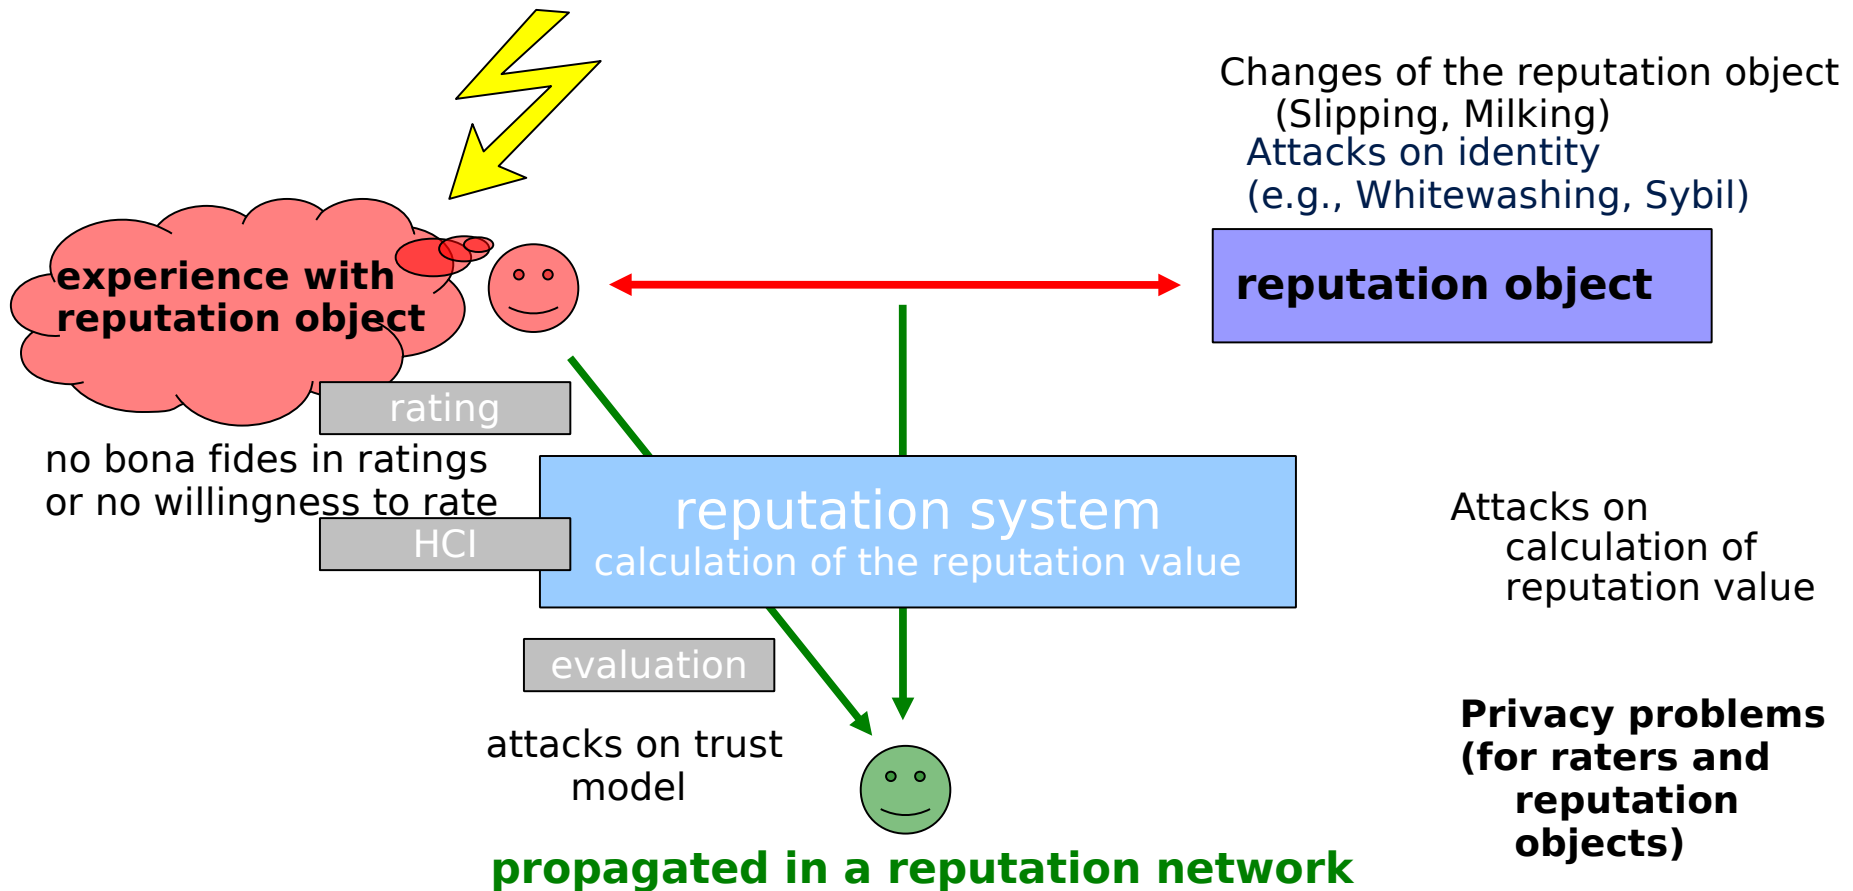 Changes of the reputation object
(Slipping, Milking)
Attacks on identity
(e.g., Whitewashing, Sybil)
experience with
reputation object
reputation object
rating
no bona fides in ratings
or no willingness to rate
HCI
reputation system
calculation of the reputation value
Attacks on
calculation of
reputation value
evaluation
attacks on trust
model
Privacy problems
(for raters and
reputation
objects)
propagated in a reputation network